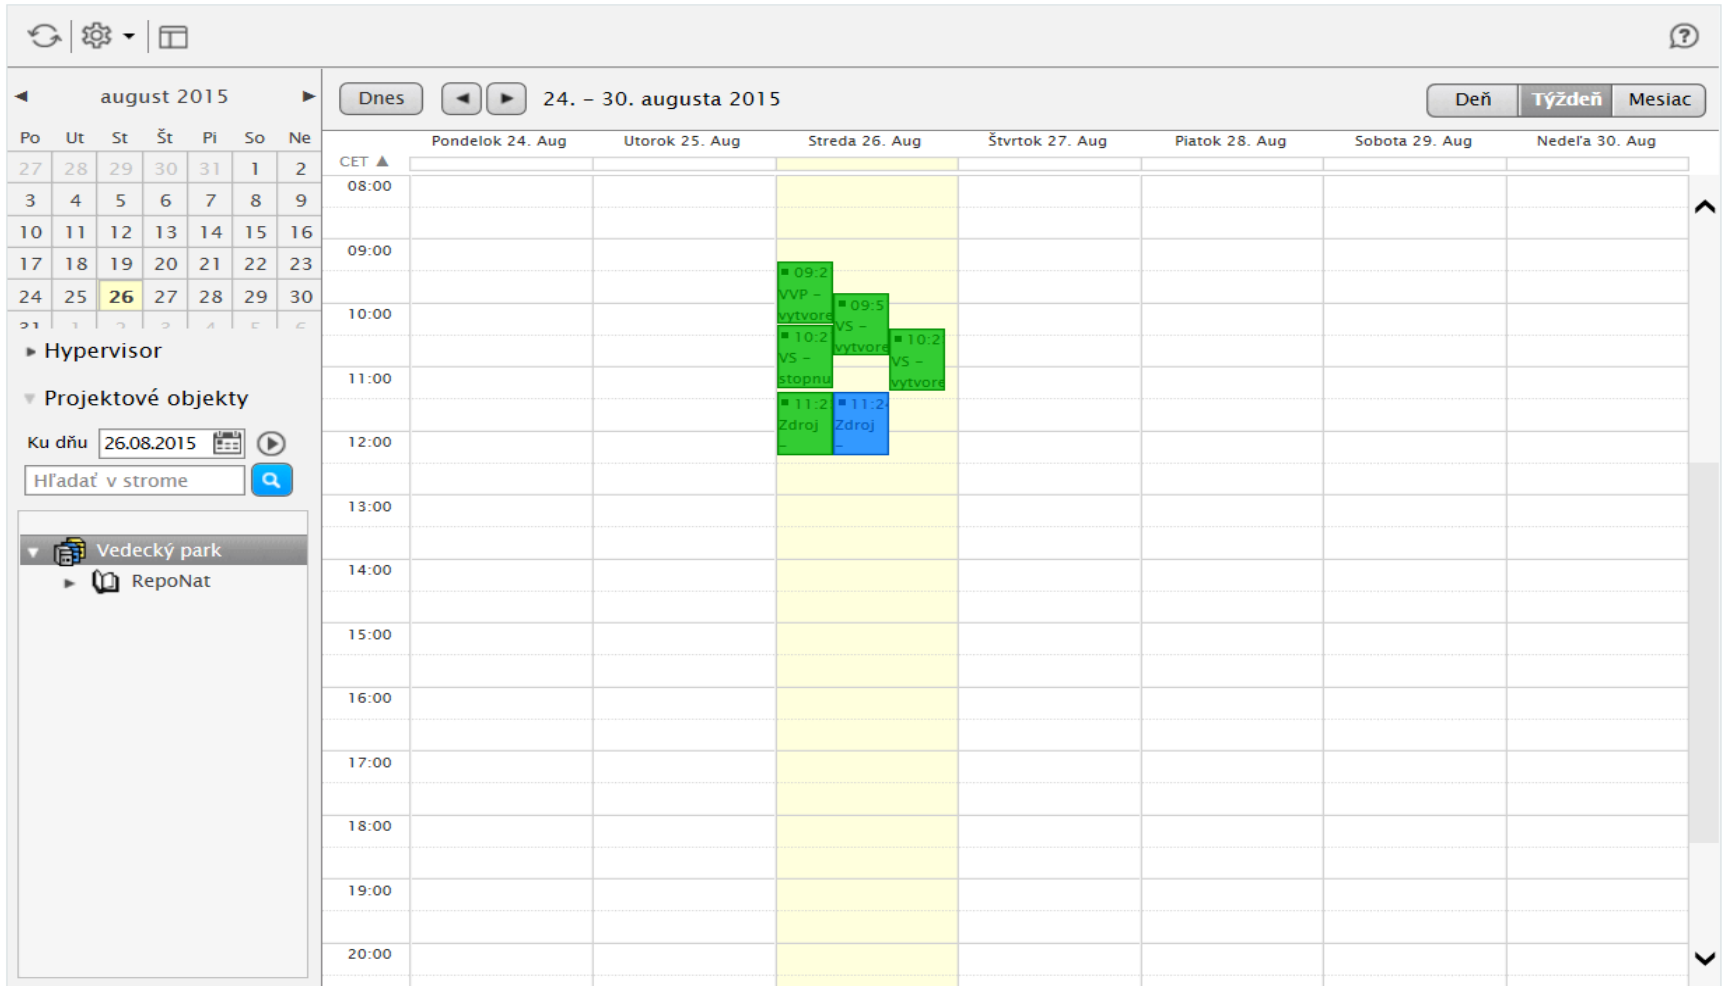 august 2015
Po Ut St Št Pi So Ne
27 28 29 30 31 1 2
3 4 5 6 7 8 9
10 11 12 13 14 15 16
17 18 19 20 21 22 23
24 25 26 27 28 29 30
31 1 2 3 4 5 6
Hypervisor
Projektové objekty
Ku dňu 26.08.2015
Hľadať v strome
Vedecký park
RepoNat
Dnes 24. – 30. augusta 2015 Deň Týždeň Mesiac
Pondelok 24. Aug Utorok 25. Aug Streda 26. Aug Štvrtok 27. Aug Piatok 28. Aug Sobota 29. Aug Nedeľa 30. Aug
CET
08:00
09:00
10:00
11:00
12:00
13:00
14:00
15:00
16:00
17:00
18:00
19:00
20:00
09:2
VVP –
vytvore
09:5
VS –
vytvore
10:2
VS –
stopnu
10:2
VS –
vytvore
11:2
Zdroj
–
11:2
Zdroj
–